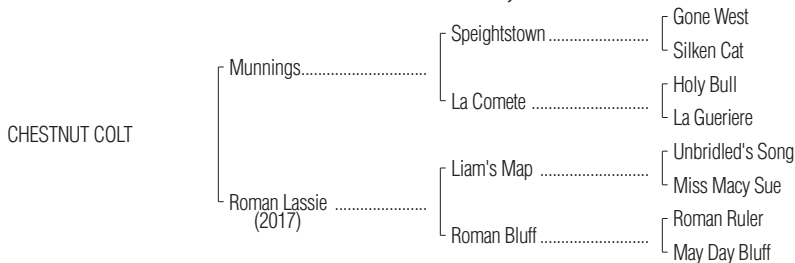 Gone West
Speightstown
Silken Cat
Munnings
Holy Bull
La Comete
La Gueriere
CHESTNUT COLT
Unbridled's Song
Liam's Map
Miss Macy Sue
Roman Lassie
(2017)
Roman Ruler
Roman Bluff
May Day Bluff